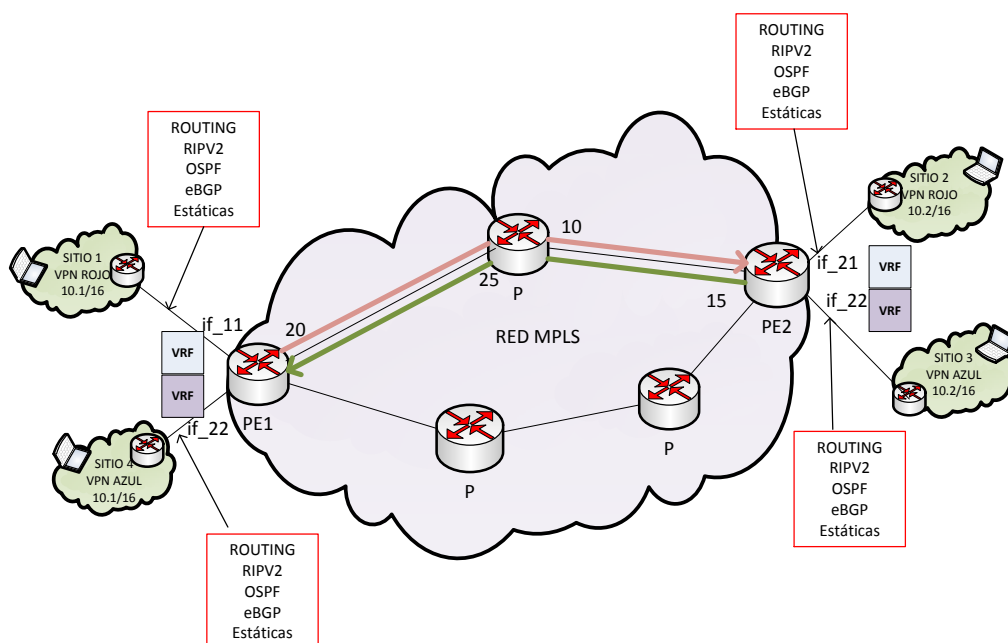 ROUTING
RIPV2
OSPF
eBGP
Estáticas
ROUTING
RIPV2
OSPF
eBGP
Estáticas
SITIO 1
VPN ROJO
10.1/16
SITIO 2
VPN ROJO
10.2/16
10
P
25
if_21
VRF
if_22
VRF
15
PE2
if_11
20
VRF
VRF
PE1
if_22
RED MPLS
SITIO 3
VPN AZUL
10.2/16
SITIO 4
VPN AZUL
10.1/16
P
P
ROUTING
RIPV2
OSPF
eBGP
Estáticas
ROUTING
RIPV2
OSPF
eBGP
Estáticas